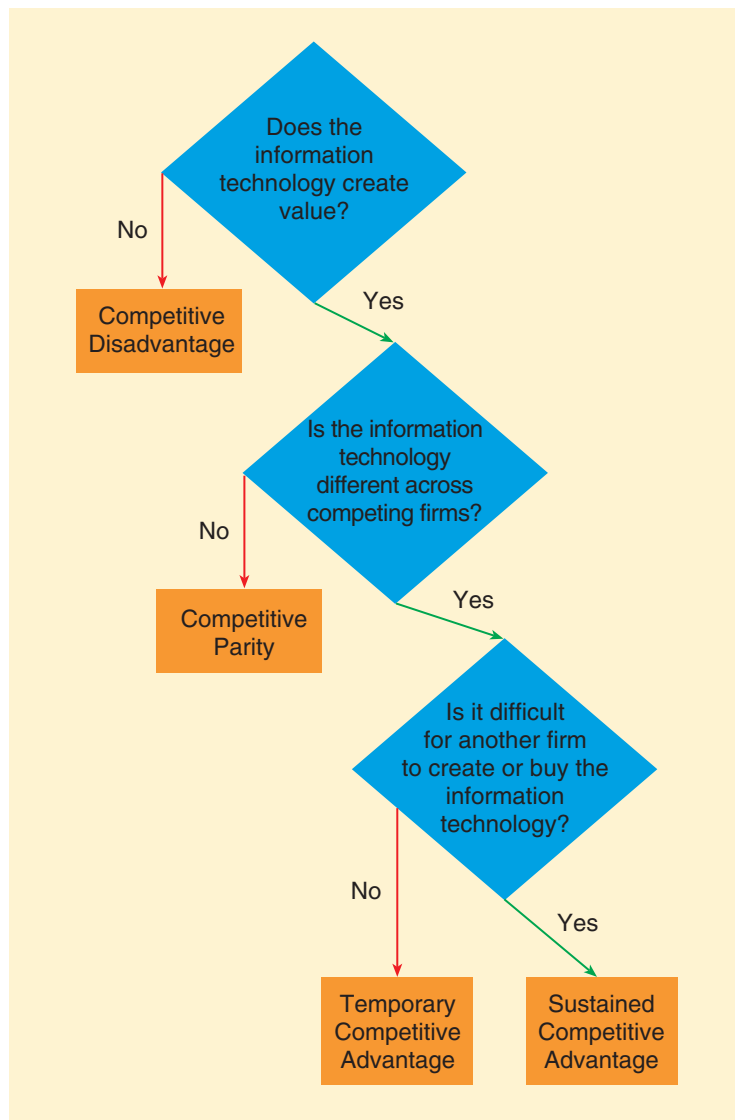 Does the
information
technology create
value?
No
Competitive
Disadvantage
Yes
Is the information
technology
different across
competing firms?
No
Competitive
Parity
Yes
Is it difficult
for another firm
to create or buy the
information
technology?
No
Yes
Temporary
Competitive
Advantage
Sustained
Competitive
Advantage